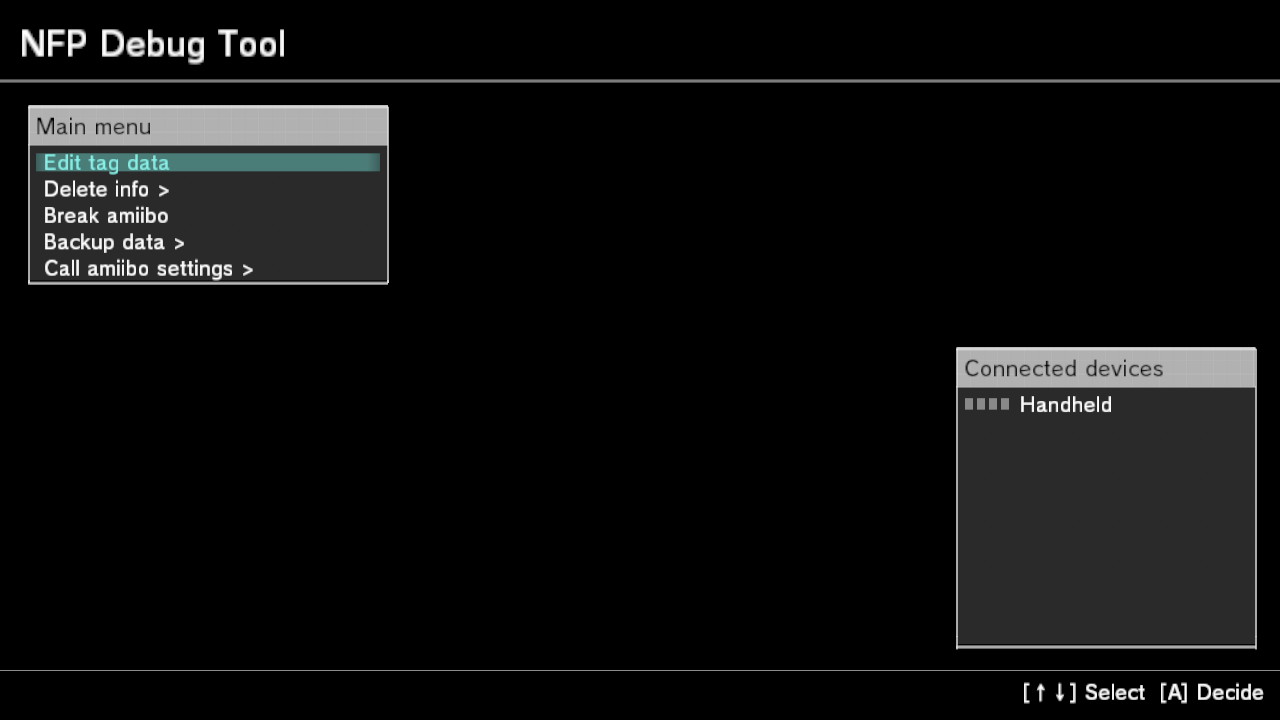 NFP Debug Tool
Main menu
Edit tag data
Delete info >
Break amiibo
Backup data >
Call amiibo settings >
Connected devices
Handheld
[↑↓] Select [A] Decide